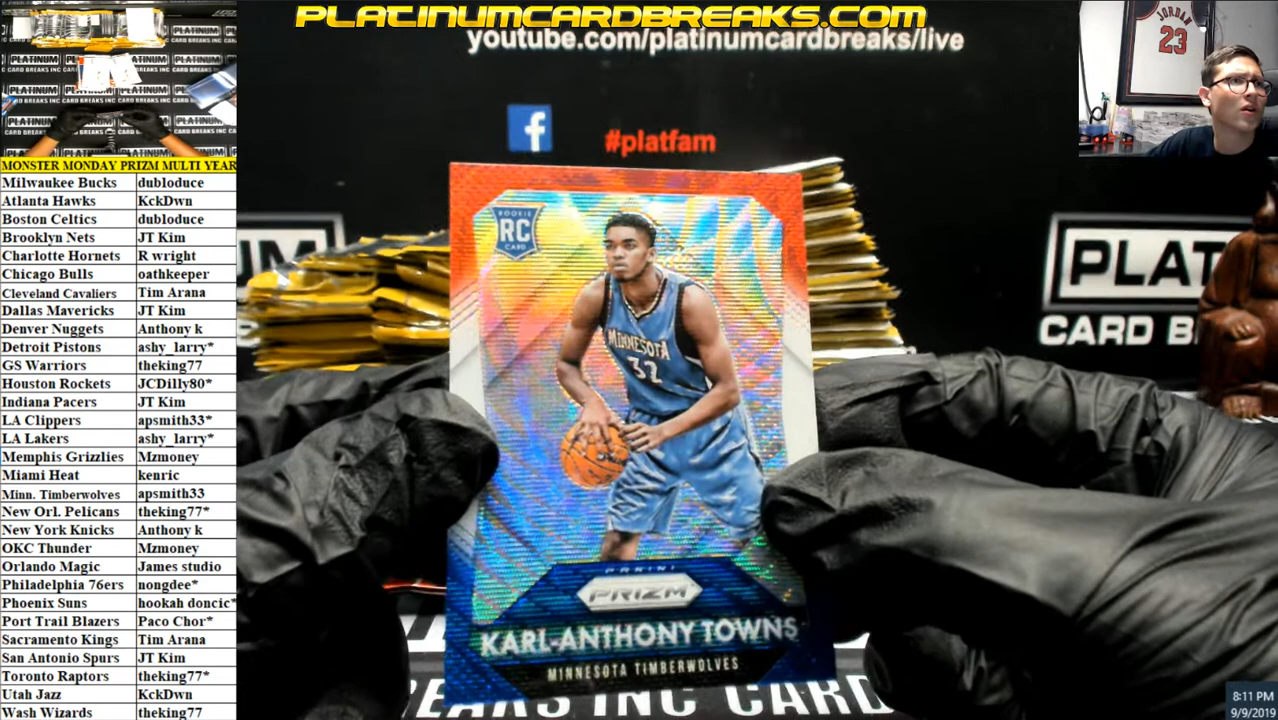 PLATINUMCARDBREAKS.COM
youtube.com/platinumcardbreaks/live
#platfam
JORDAN
23
MONSTER MONDAY PRIZM MULTI YEAR
Milwaukee Bucks dubloduce
Atlanta Hawks KckDwn
Boston Celtics dubloduce
Brooklyn Nets JT Kim
Charlotte Hornets R wright
Chicago Bulls oathkeeper
Cleveland Cavaliers Tim Arana
Dallas Mavericks JT Kim
Denver Nuggets Anthony k
Detroit Pistons ashy_larry*
GS Warriors theking77
Houston Rockets JCDilly80*
Indiana Pacers JT Kim
LA Clippers apsmith33*
LA Lakers ashy_larry*
Memphis Grizzlies Mzmoney
Miami Heat kenric
Minn. Timberwolves apsmith33
New Orl. Pelicans theking77*
New York Knicks Anthony k
OKC Thunder Mzmoney
Orlando Magic James studio
Philadelphia 76ers nongdee*
Phoenix Suns hookah doncic*
Port Trail Blazers Paco Chor*
Sacramento Kings Tim Arana
San Antonio Spurs JT Kim
Toronto Raptors theking77*
Utah Jazz KckDwn
Wash Wizards theking77
ROOKIE
RC
CARD
MINNESOTA
32
PANINI
PRIZM
KARL-ANTHONY TOWNS
MINNESOTA TIMBERWOLVES
PLAT
CARD B
BREAKS INC CARD
8:11 PM
9/9/2019